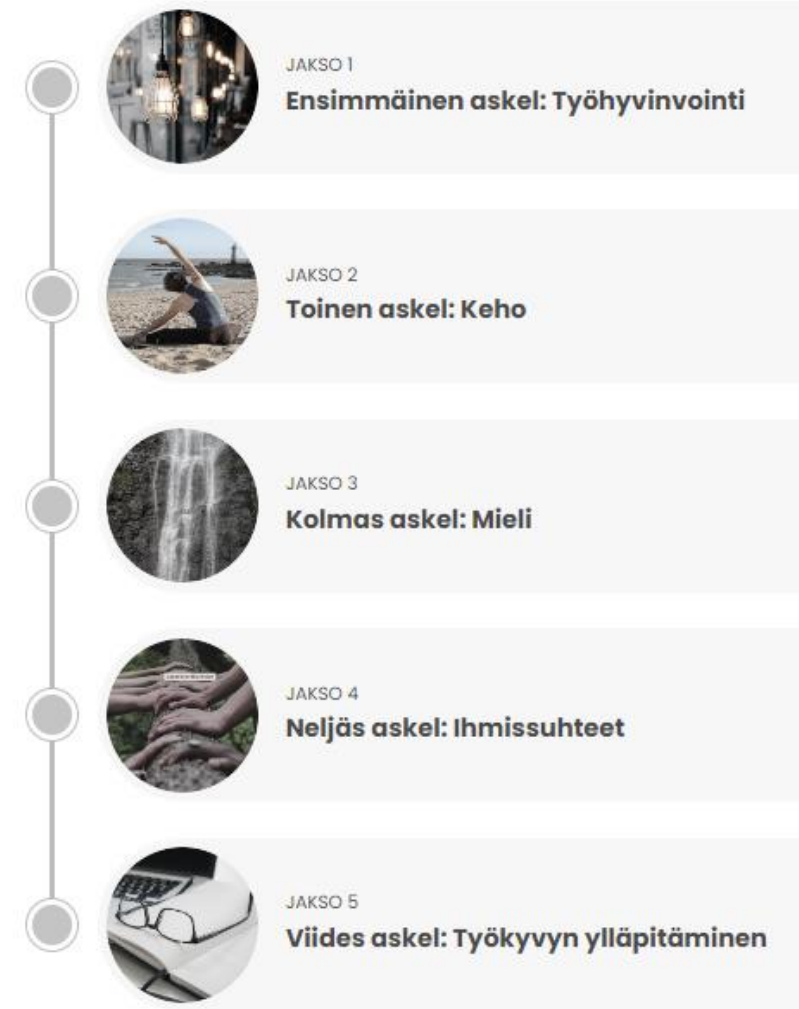 JAKSO 1
Ensimmäinen askel: Työhyvinvointi
JAKSO 2
Toinen askel: Keho
JAKSO 3
Kolmas askel: Mieli
JAKSO 4
Neljäs askel: Ihmissuhteet
JAKSO 5
Viides askel: Työkyvyn ylläpitäminen